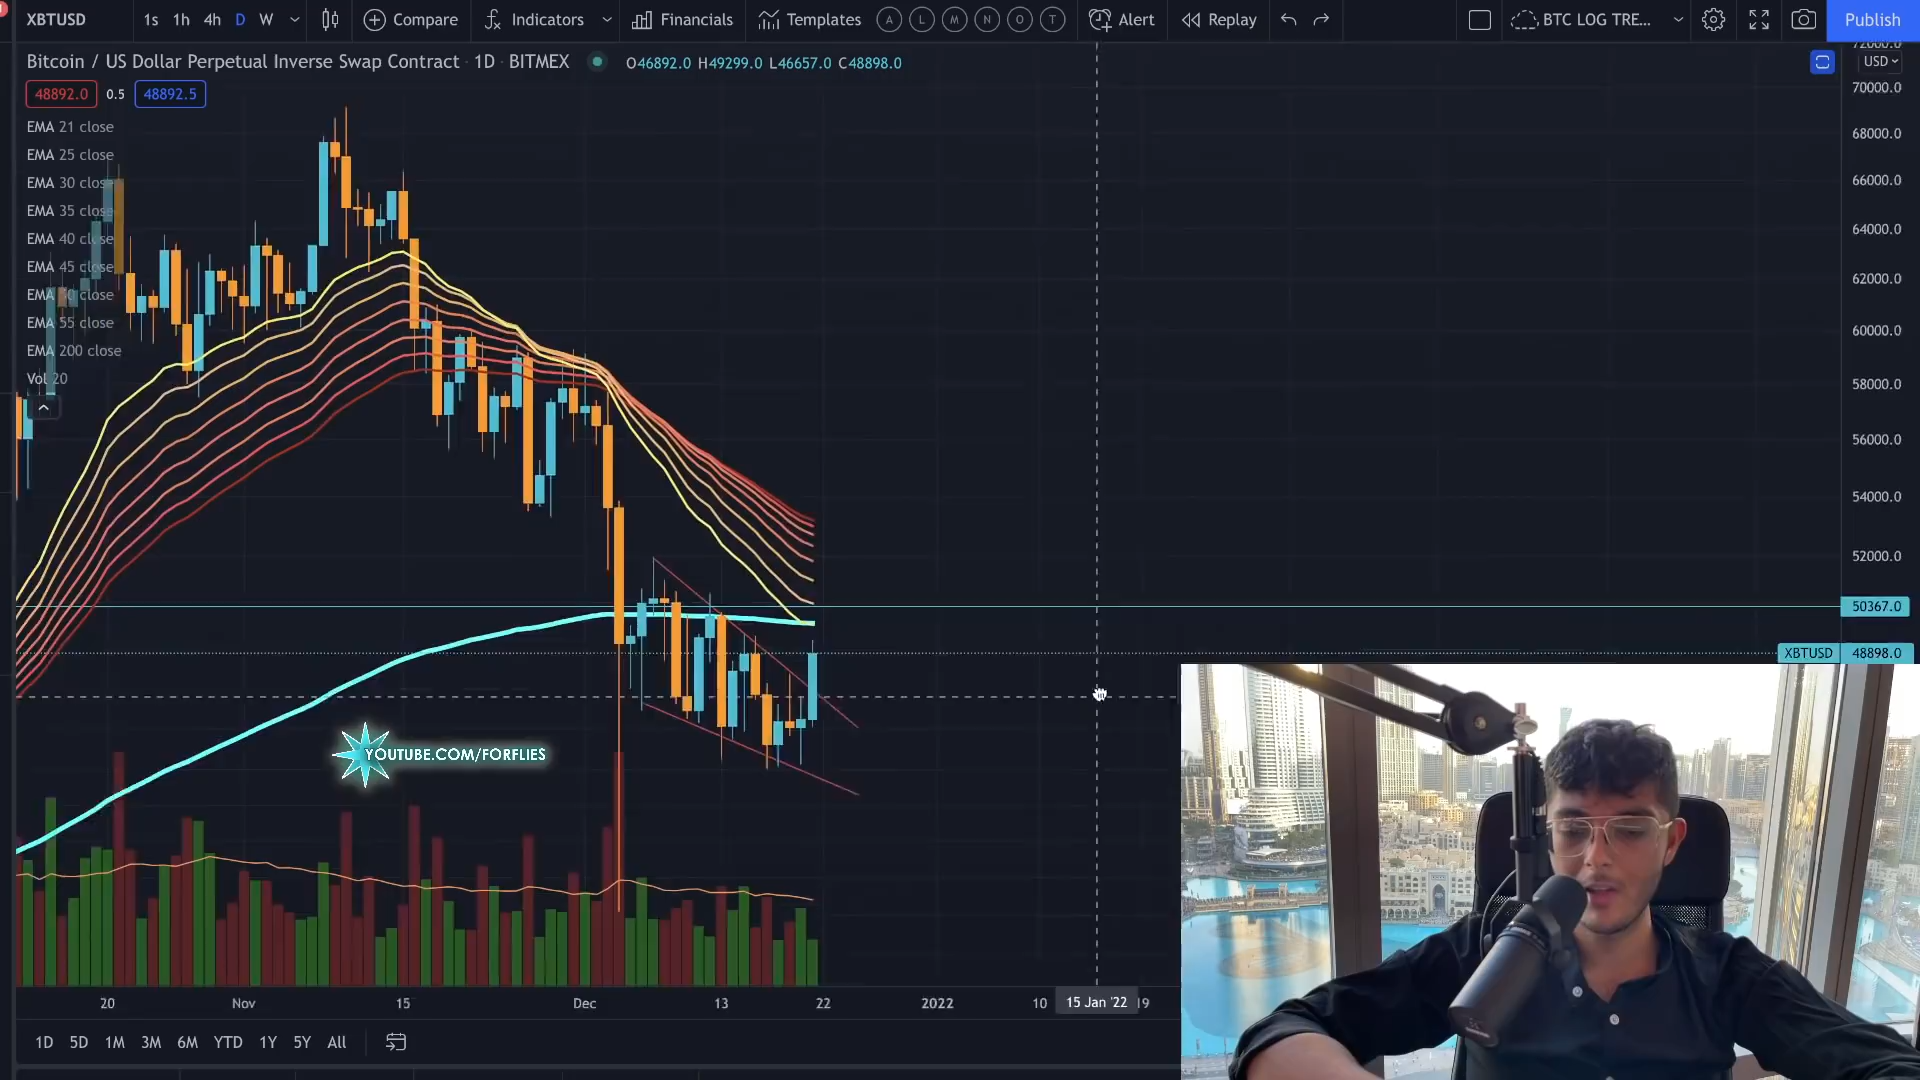 XBTUSD 1s 1h 4h D W Compare Indicators Financials Templates A L M N O T Alert Replay BTC LOG TRE... Publish
Bitcoin / US Dollar Perpetual Inverse Swap Contract · 1D · BITMEX O46892.0 H49299.0 L46657.0 C48898.0
USD
48892.0 0.5 48892.5
EMA 21 close
EMA 25 close
EMA 30 close
EMA 35 close
EMA 40 close
EMA 45 close
EMA 50 close
EMA 55 close
EMA 200 close
Vol 20
72000.0
70000.0
68000.0
66000.0
64000.0
62000.0
60000.0
58000.0
56000.0
54000.0
52000.0
50367.0
XBTUSD 48898.0
YOUTUBE.COM/FORFLIES
20 Nov 15 Dec 13 22 2022 10 15 Jan '22 19
1D 5D 1M 3M 6M YTD 1Y 5Y All